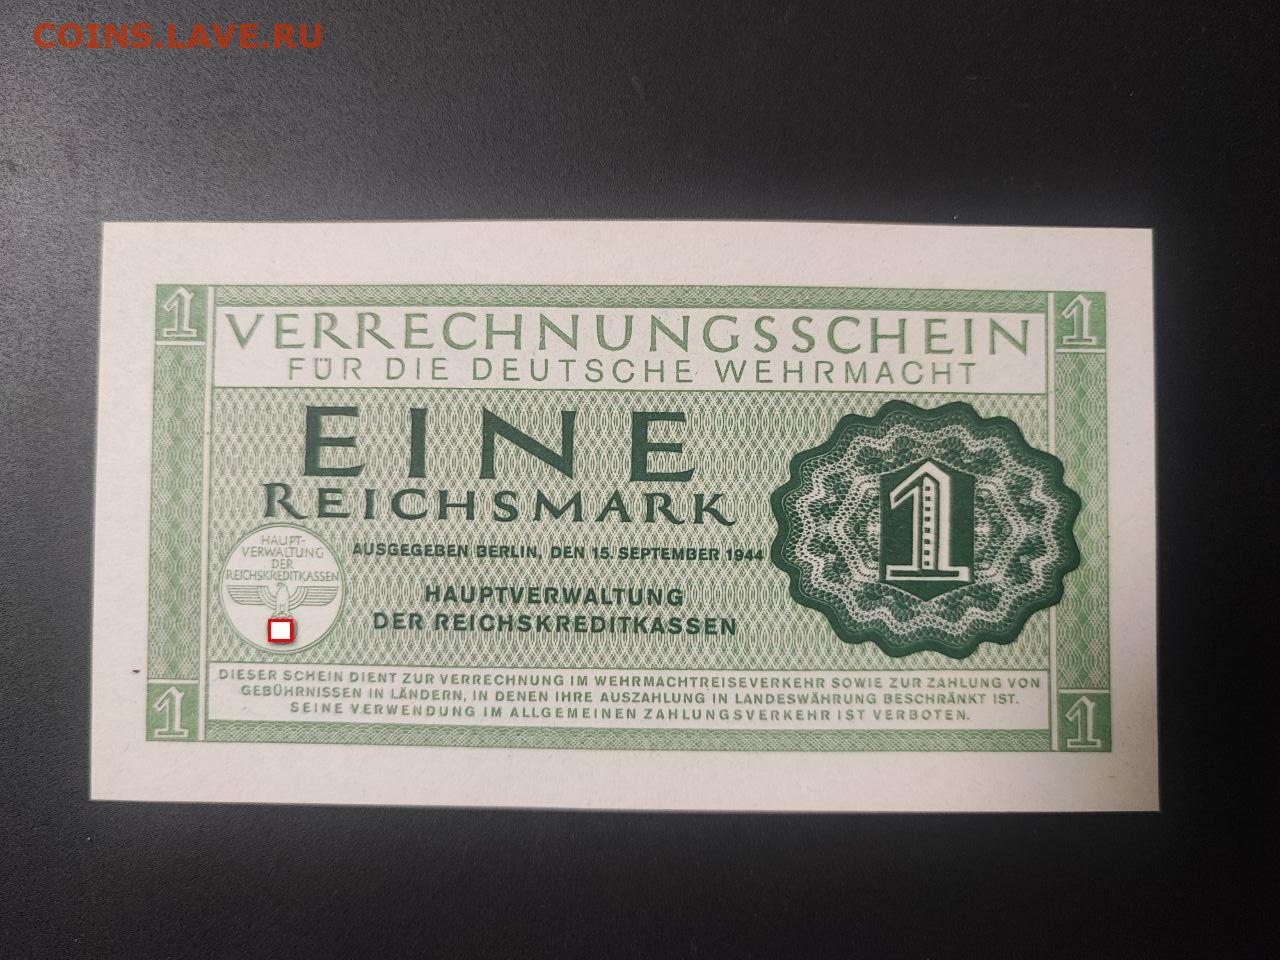 COINS.LAVE.RU
1
1
VERRECHNUNGSSCHEIN
FÜR DIE DEUTSCHE WEHRMACHT
EINE
REICHSMARK
1
HAUPT-
VERWALTUNG
DER
REICHSKREDITKASSEN
AUSGEGEBEN BERLIN, DEN 15. SEPTEMBER 1944
HAUPTVERWALTUNG
DER REICHSKREDITKASSEN
DIESER SCHEIN DIENT ZUR VERRECHNUNG IM WEHRMACHTREISEVERKEHR SOWIE ZUR ZAHLUNG VON
GEBÜHRNISSEN IN LÄNDERN, IN DENEN IHRE AUSZAHLUNG IN LANDESWÄHRUNG BESCHRÄNKT IST.
SEINE VERWENDUNG IM ALLGEMEINEN ZAHLUNGSVERKEHR IST VERBOTEN.
1
1